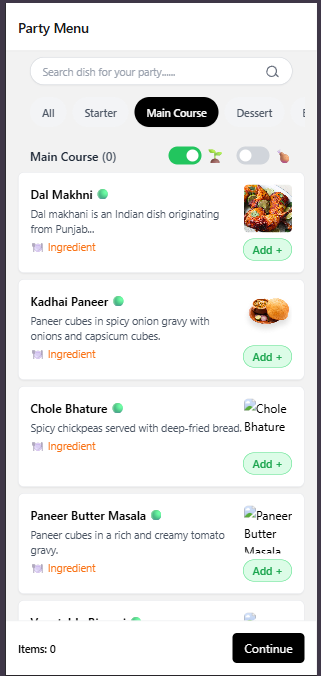 Party Menu
Search dish for your party......
All Starter Main Course Dessert
Main Course (0)
Dal Makhni
Dal makhani is an Indian dish originating
from Punjab...
Ingredient
Add +
Kadhai Paneer
Paneer cubes in spicy onion gravy with
onions and capsicum cubes.
Ingredient
Add +
Chole Bhature
Spicy chickpeas served with deep-fried bread.
Ingredient
Chole
Bhature
Add +
Paneer Butter Masala
Paneer cubes in a rich and creamy tomato
gravy.
Ingredient
Paneer
Butter
Masala
Add +
Items: 0
Continue